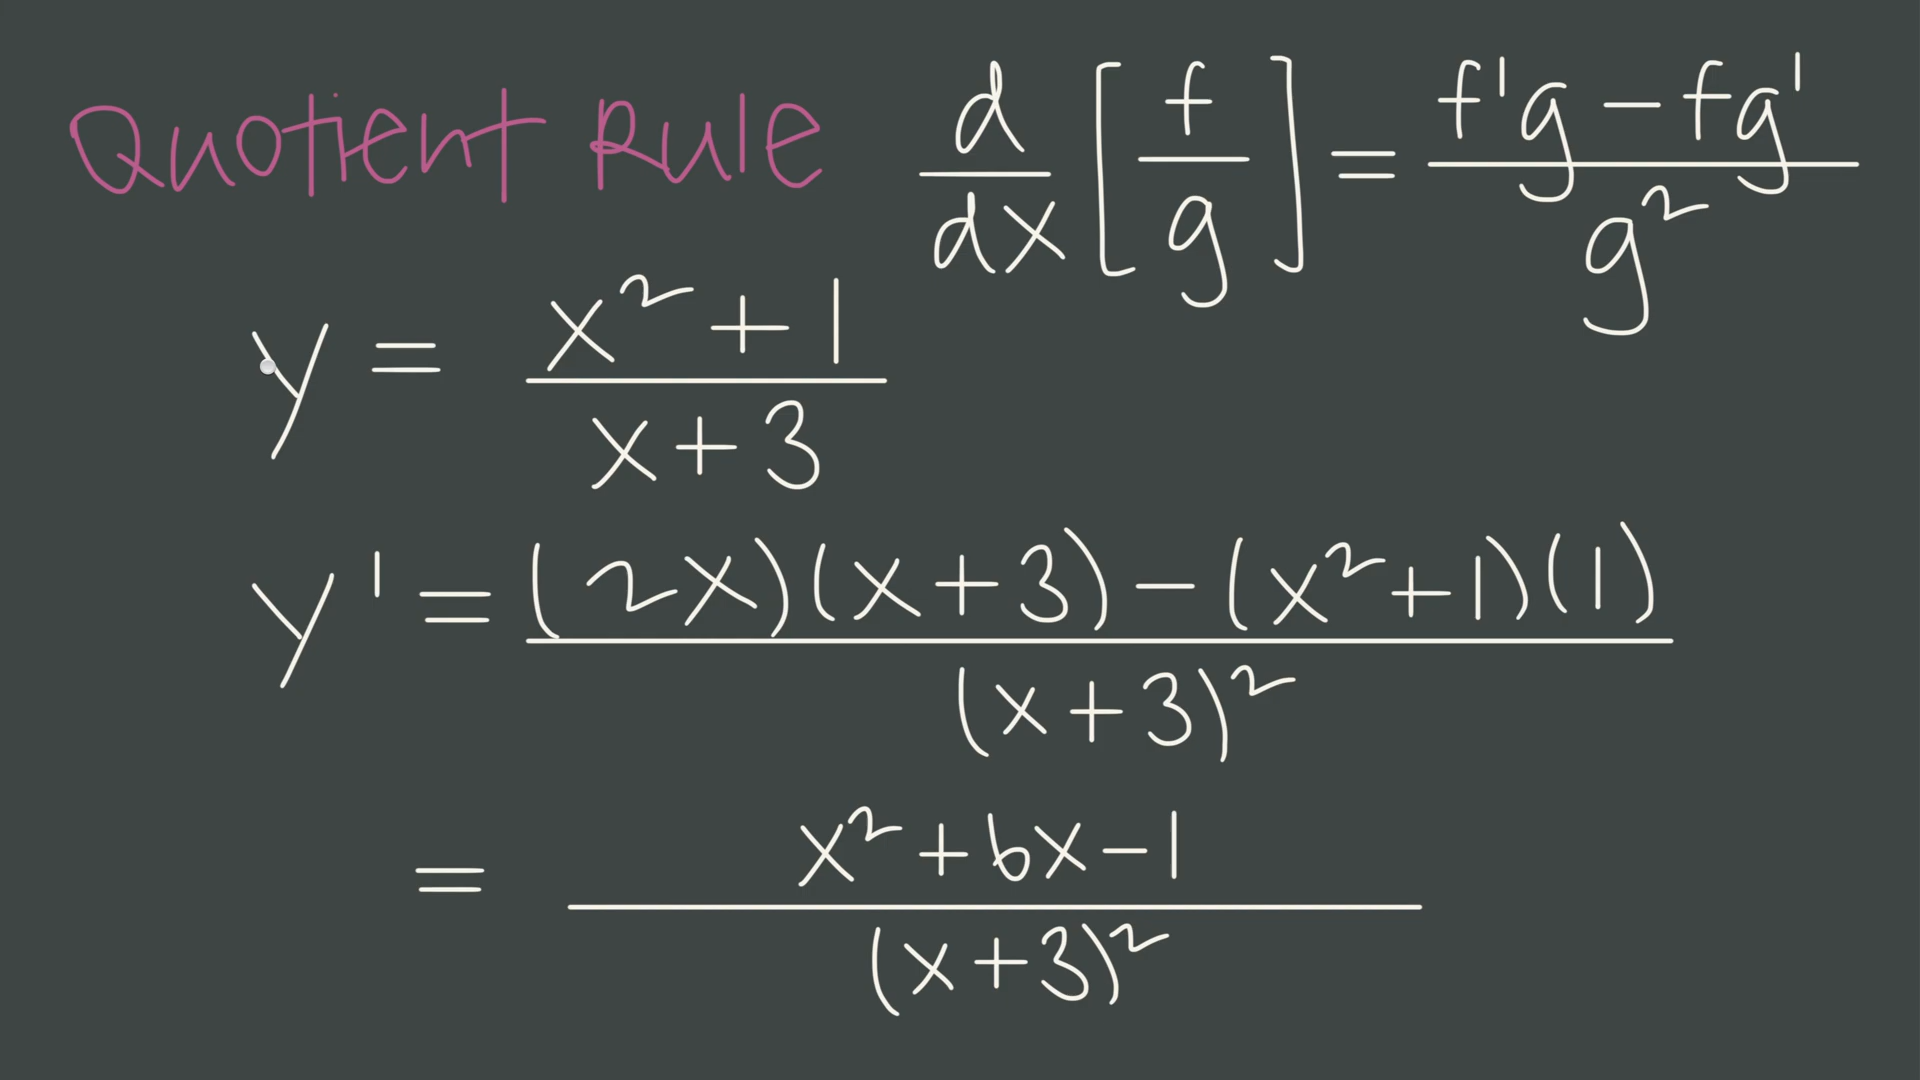 Quotient Rule d/dx [f/g] = (f'g - fg')/g²
y = (x² + 1)/(x + 3)
y' = ((2x)(x + 3) - (x² + 1)(1))/(x + 3)²
= (x² + 6x - 1)/(x + 3)²